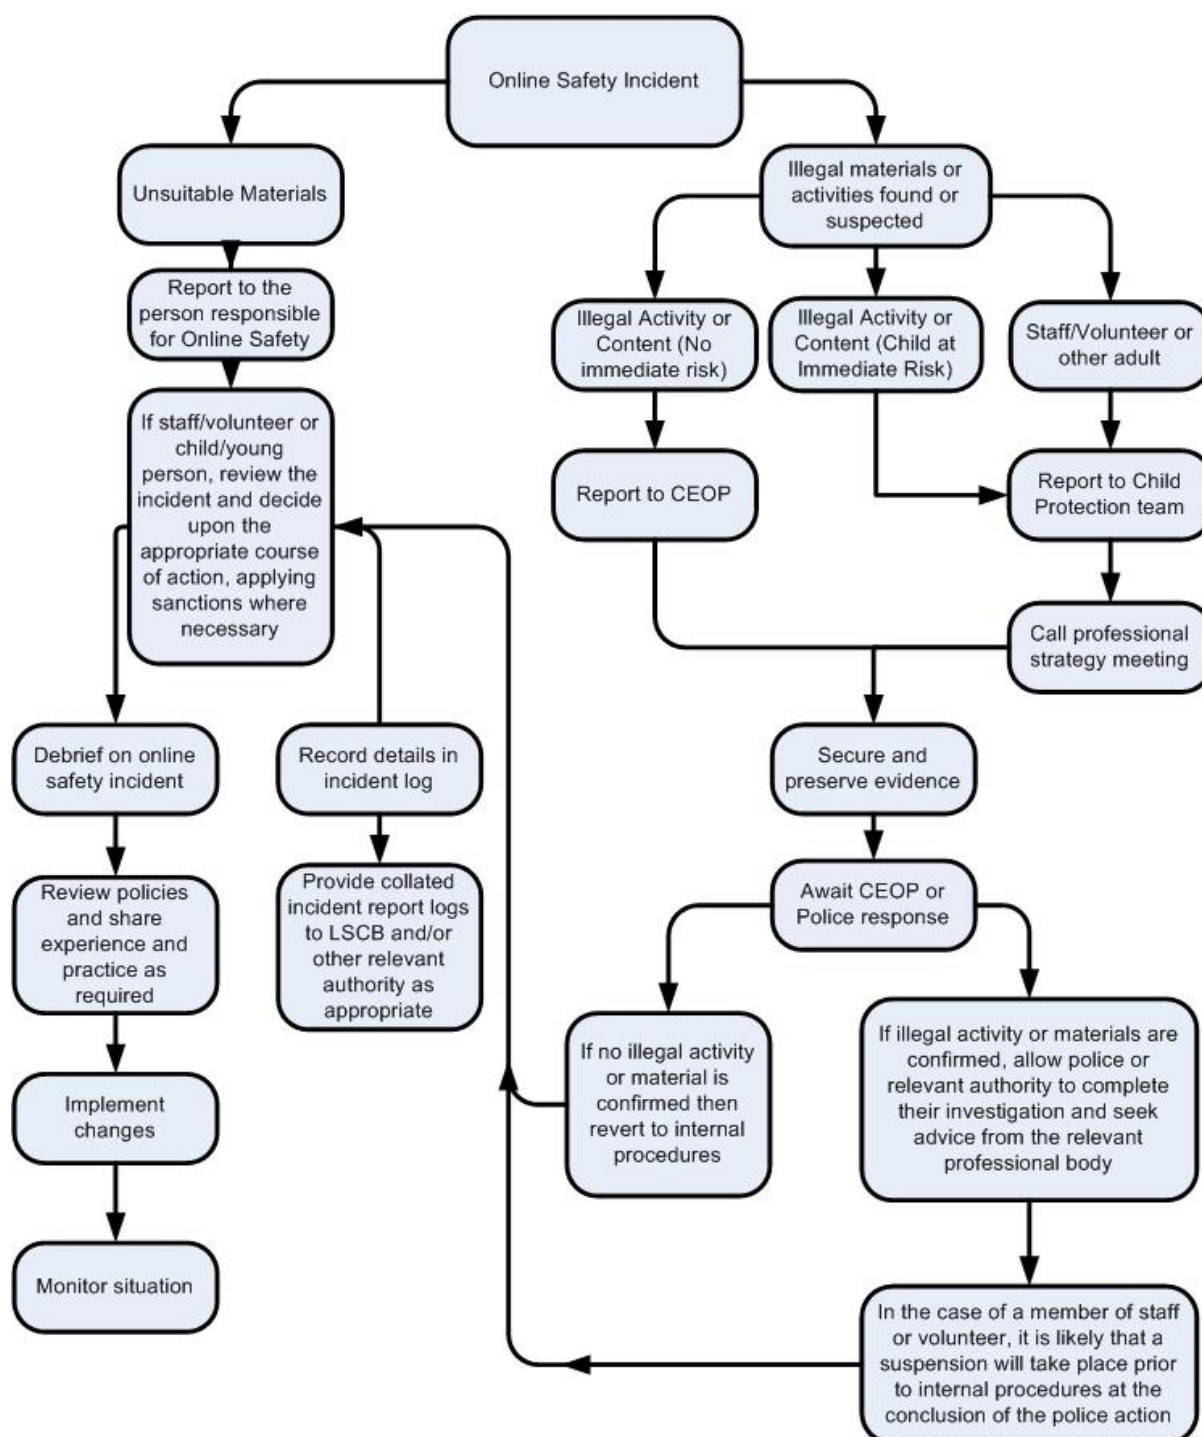 Online Safety Incident
Unsuitable Materials
Illegal materials or
activities found or
suspected
Report to the
person responsible
for Online Safety
Illegal Activity or
Content (No
immediate risk)
Illegal Activity or
Content (Child at
Immediate Risk)
Staff/Volunteer or
other adult
If staff/volunteer or
child/young
person, review the
incident and decide
upon the
appropriate course
of action, applying
sanctions where
necessary
Report to CEOP
Report to Child
Protection team
Call professional
strategy meeting
Debrief on online
safety incident
Record details in
incident log
Secure and
preserve evidence
Review policies
and share
experience and
practice as
required
Provide collated
incident report logs
to LSCB and/or
other relevant
authority as
appropriate
Await CEOP or
Police response
If no illegal activity
or material is
confirmed then
revert to internal
procedures
If illegal activity or materials are
confirmed, allow police or
relevant authority to complete
their investigation and seek
advice from the relevant
professional body
Implement
changes
Monitor situation
In the case of a member of staff
or volunteer, it is likely that a
suspension will take place prior
to internal procedures at the
conclusion of the police action